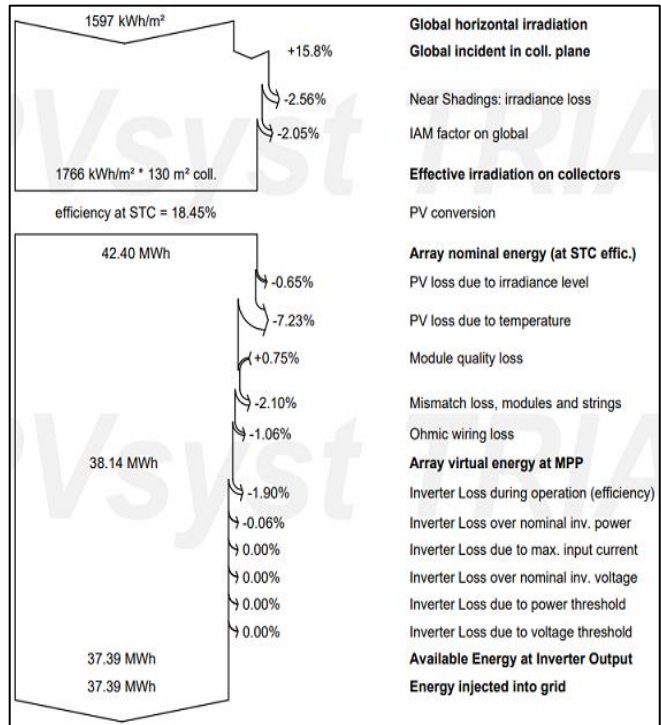 1597 kWh/m² Global horizontal irradiation
+15.8% Global incident in coll. plane
-2.56% Near Shadings: irradiance loss
-2.05% IAM factor on global
1766 kWh/m² * 130 m² coll. Effective irradiation on collectors
efficiency at STC = 18.45% PV conversion
42.40 MWh Array nominal energy (at STC effic.)
-0.65% PV loss due to irradiance level
-7.23% PV loss due to temperature
+0.75% Module quality loss
-2.10% Mismatch loss, modules and strings
-1.06% Ohmic wiring loss
38.14 MWh Array virtual energy at MPP
-1.90% Inverter Loss during operation (efficiency)
-0.06% Inverter Loss over nominal inv. power
0.00% Inverter Loss due to max. input current
0.00% Inverter Loss over nominal inv. voltage
0.00% Inverter Loss due to power threshold
0.00% Inverter Loss due to voltage threshold
37.39 MWh Available Energy at Inverter Output
37.39 MWh Energy injected into grid
PVsyst TRIA
PVsyst TRIA